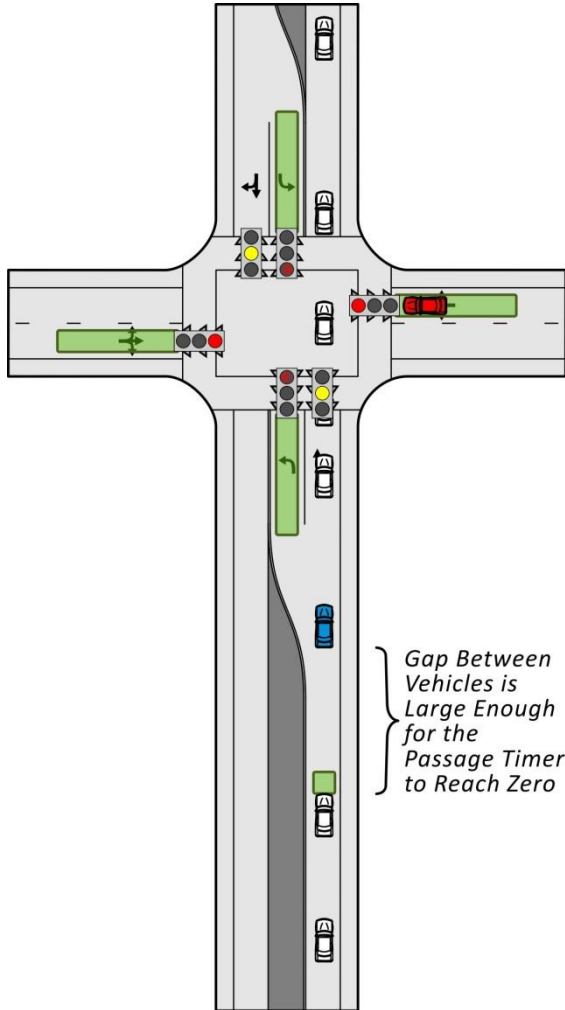 Gap Between
Vehicles is
Large Enough
for the
Passage Timer
to Reach Zero